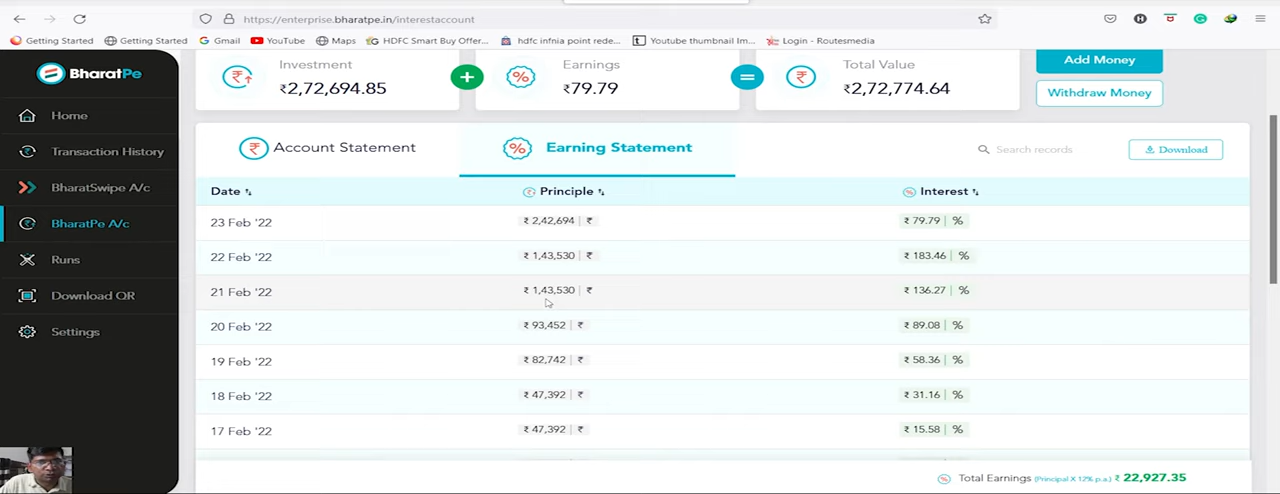 https://enterprise.bharatpe.in/interestaccount
Getting Started Getting Started Gmail YouTube Maps HDFC Smart Buy Offer... hdfc infnia point rede... Youtube thumbnail Im... Login - Routesmedia
BharatPe
Home
Transaction History
BharatSwipe A/c
BharatPe A/c
Runs
Download QR
Settings
Investment
₹2,72,694.85
+
Earnings
₹79.79
=
Total Value
₹2,72,774.64
Add Money
Withdraw Money
Account Statement
Earning Statement
Search records
Download
Date Principle Interest
23 Feb '22 ₹ 2,42,694 | ₹ ₹ 79.79 | %
22 Feb '22 ₹ 1,43,530 | ₹ ₹ 183.46 | %
21 Feb '22 ₹ 1,43,530 | ₹ ₹ 136.27 | %
20 Feb '22 ₹ 93,452 | ₹ ₹ 89.08 | %
19 Feb '22 ₹ 82,742 | ₹ ₹ 58.36 | %
18 Feb '22 ₹ 47,392 | ₹ ₹ 31.16 | %
17 Feb '22 ₹ 47,392 | ₹ ₹ 15.58 | %
Total Earnings (Principal X 12% p.a.) ₹ 22,927.35